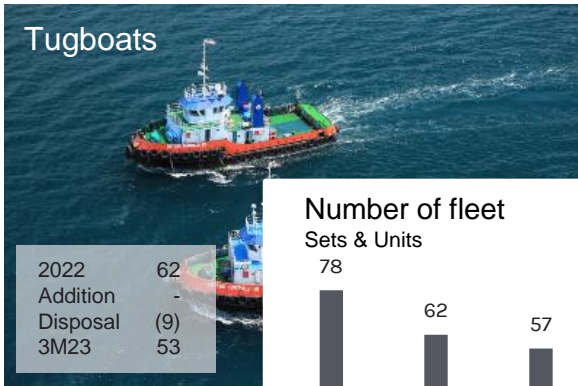 Tugboats
Number of fleet
Sets & Units
78
62
57
2022 62
Addition -
Disposal (9)
3M23 53